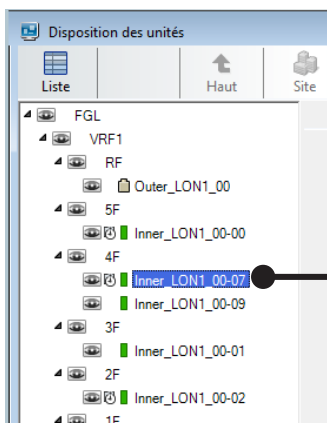 Disposition des unités
Liste Haut Site
FGL
VRF1
RF
Outer_LON1_00
5F
Inner_LON1_00-00
4F
Inner_LON1_00-07
Inner_LON1_00-09
3F
Inner_LON1_00-01
2F
Inner_LON1_00-02
1F